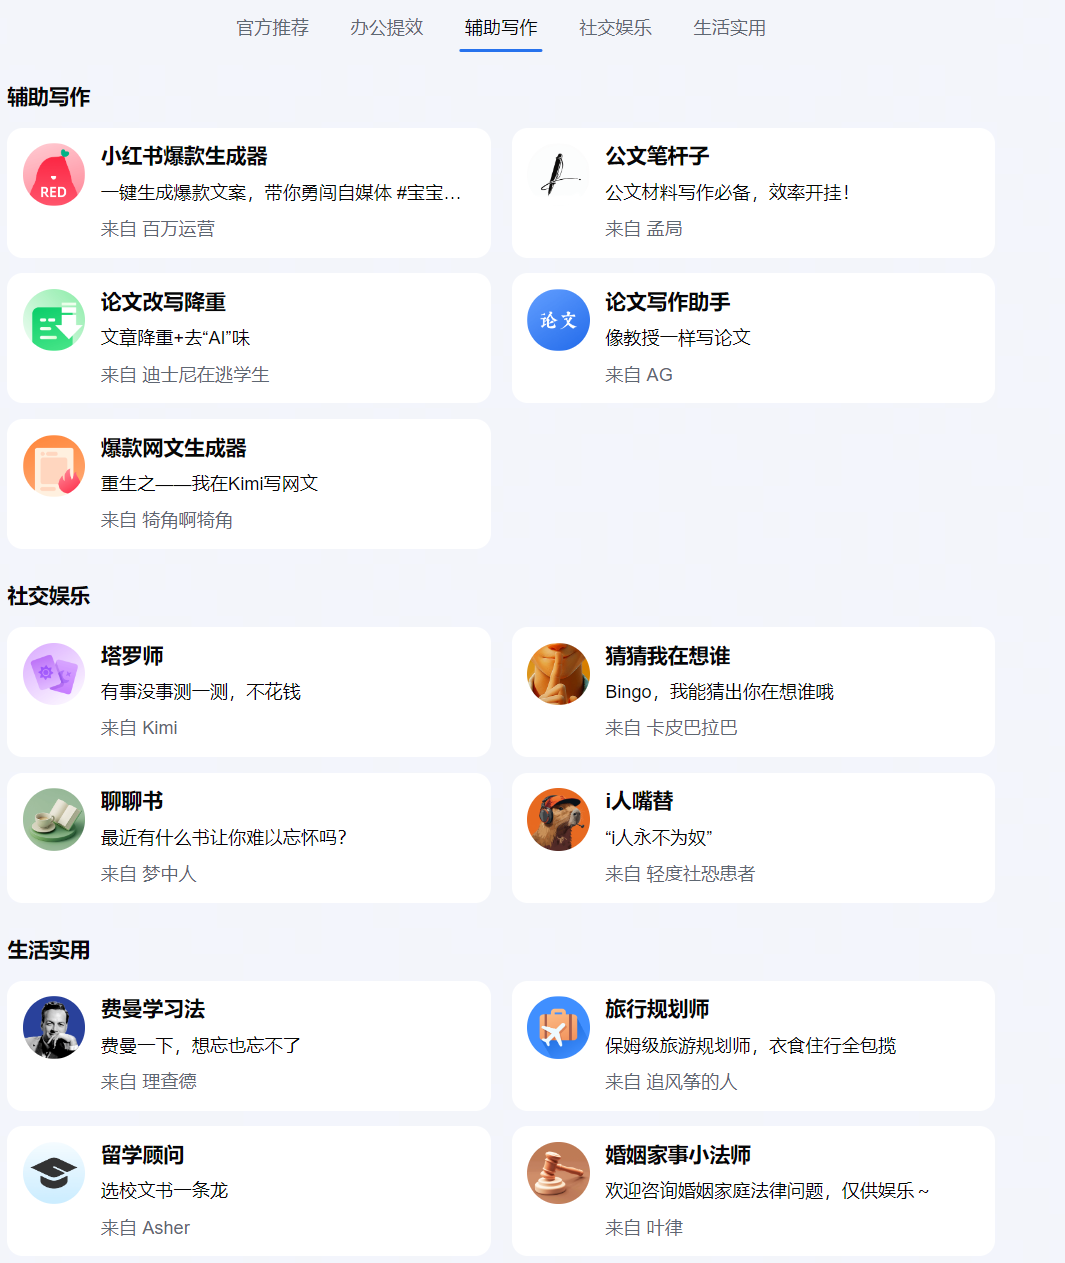 官方推荐 办公提效 辅助写作 社交娱乐 生活实用
辅助写作
小红书爆款生成器
一键生成爆款文案，带你勇闯自媒体 #宝宝...
来自 百万运营
RED
公文笔杆子
公文材料写作必备，效率开挂！
来自 孟局
论文改写降重
文章降重+去“AI”味
来自 迪士尼在逃学生
论文写作助手
像教授一样写论文
来自 AG
论文
爆款网文生成器
重生之——我在Kimi写网文
来自 犄角啊犄角
社交娱乐
塔罗师
有事没事测一测，不花钱
来自 Kimi
猜猜我在想谁
Bingo，我能猜出你在想谁哦
来自 卡皮巴拉巴
聊聊书
最近有什么书让你难以忘怀吗？
来自 梦中人
i人嘴替
“i人永不为奴”
来自 轻度社恐患者
生活实用
费曼学习法
费曼一下，想忘也忘不了
来自 理查德
旅行规划师
保姆级旅游规划师，衣食住行全包揽
来自 追风筝的人
留学顾问
选校文书一条龙
来自 Asher
婚姻家事小法师
欢迎咨询婚姻家庭法律问题，仅供娱乐～
来自 叶律